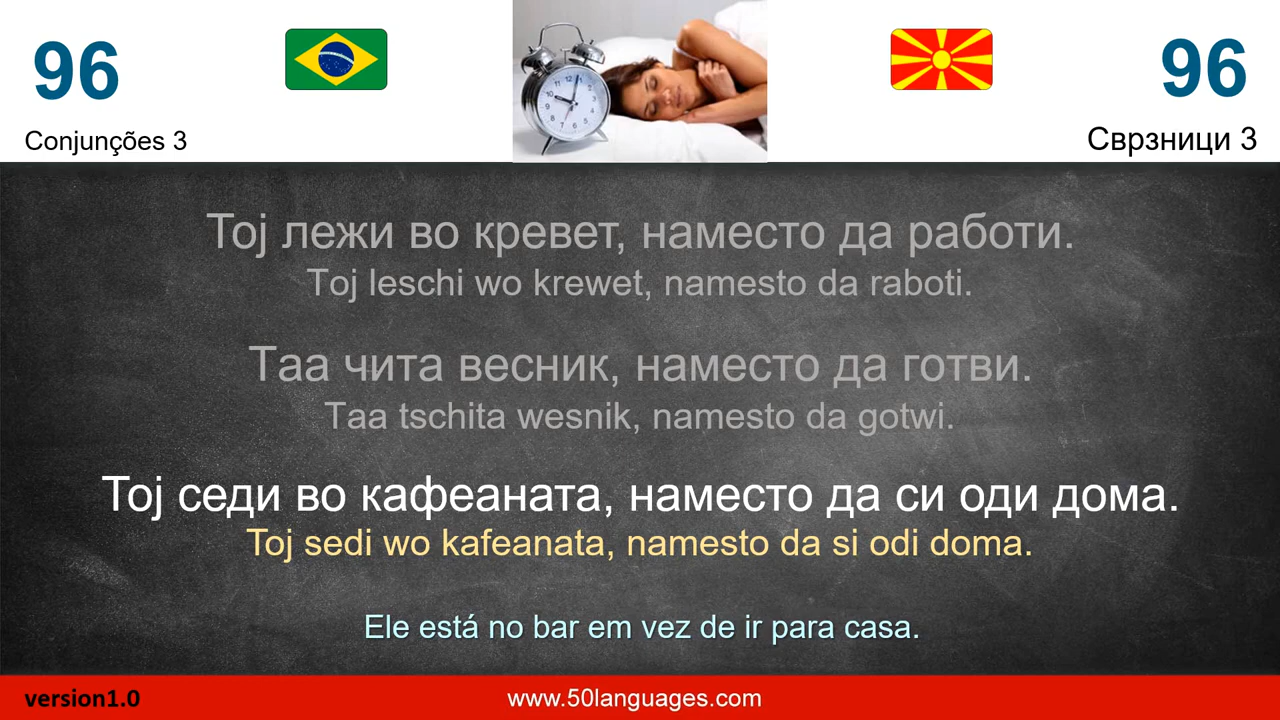 96
96
Conjunções 3
Сврзници 3
Тој лежи во кревет, наместо да работи.
Toj leschi wo krewet, namesto da raboti.
Таа чита весник, наместо да готви.
Taa tschita wesnik, namesto da gotwi.
Тој седи во кафеаната, наместо да си оди дома.
Toj sedi wo kafeanata, namesto da si odi doma.
Ele está no bar em vez de ir para casa.
version1.0
www.50languages.com